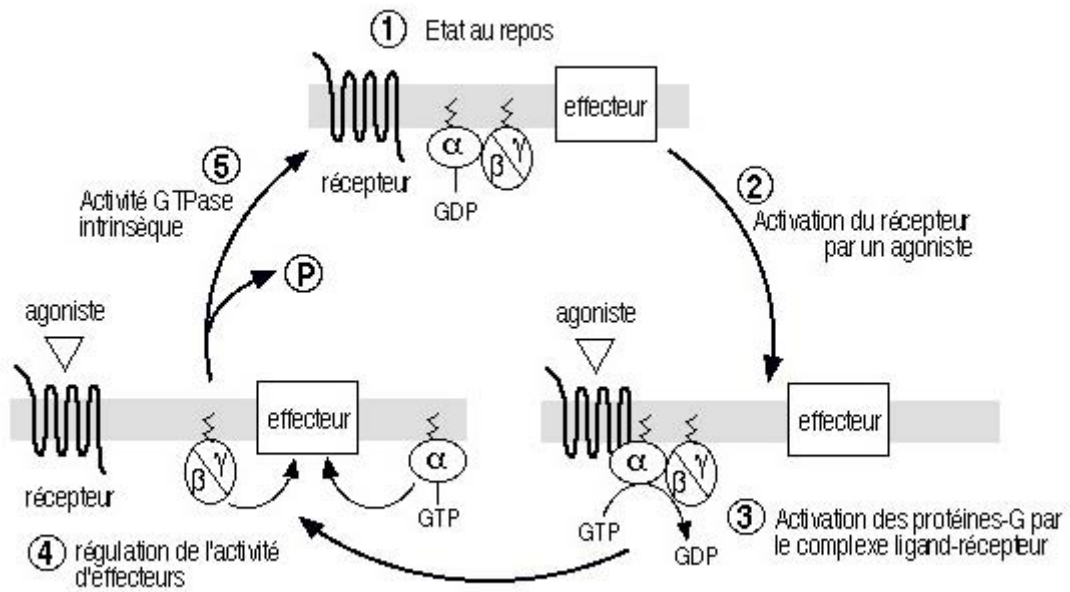 1 Etat au repos
effecteur
α
β γ
récepteur
GDP
2
Activation du récepteur
par un agoniste
5
Activité GTPase
intrinsèque
P
agoniste
effecteur
β γ
α
récepteur
GTP
4 régulation de l'activité
d'effecteurs
agoniste
effecteur
α
β γ
GTP
GDP
3 Activation des protéines-G par
le complexe ligand-récepteur